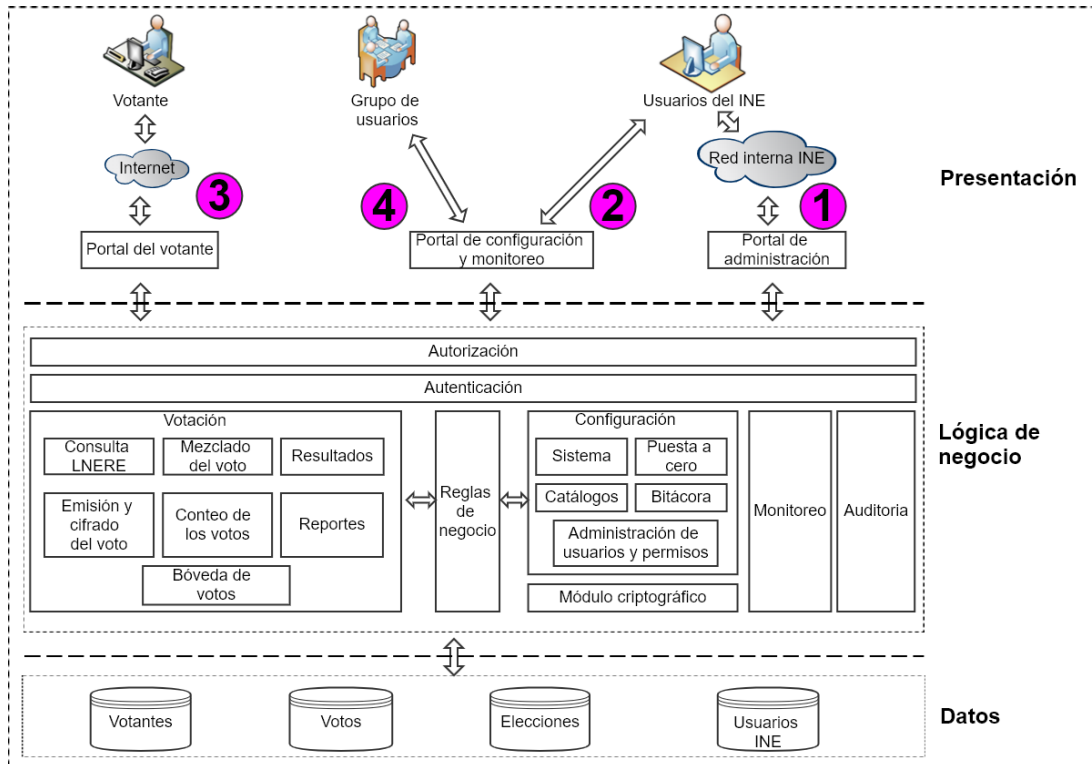 Votante
Grupo de
usuarios
Usuarios del INE
Internet
Red interna INE
3
4
2
1
Presentación
Portal del votante
Portal de configuración
y monitoreo
Portal de
administración
Autorización
Autenticación
Votación
Consulta
LNERE
Mezclado
del voto
Resultados
Emisión y
cifrado
del voto
Conteo de
los votos
Reportes
Bóveda de
votos
Reglas
de
negocio
Configuración
Sistema
Puesta a
cero
Catálogos
Bitácora
Administración de
usuarios y permisos
Módulo criptográfico
Monitoreo
Auditoria
Lógica de
negocio
Votantes
Votos
Elecciones
Usuarios
INE
Datos